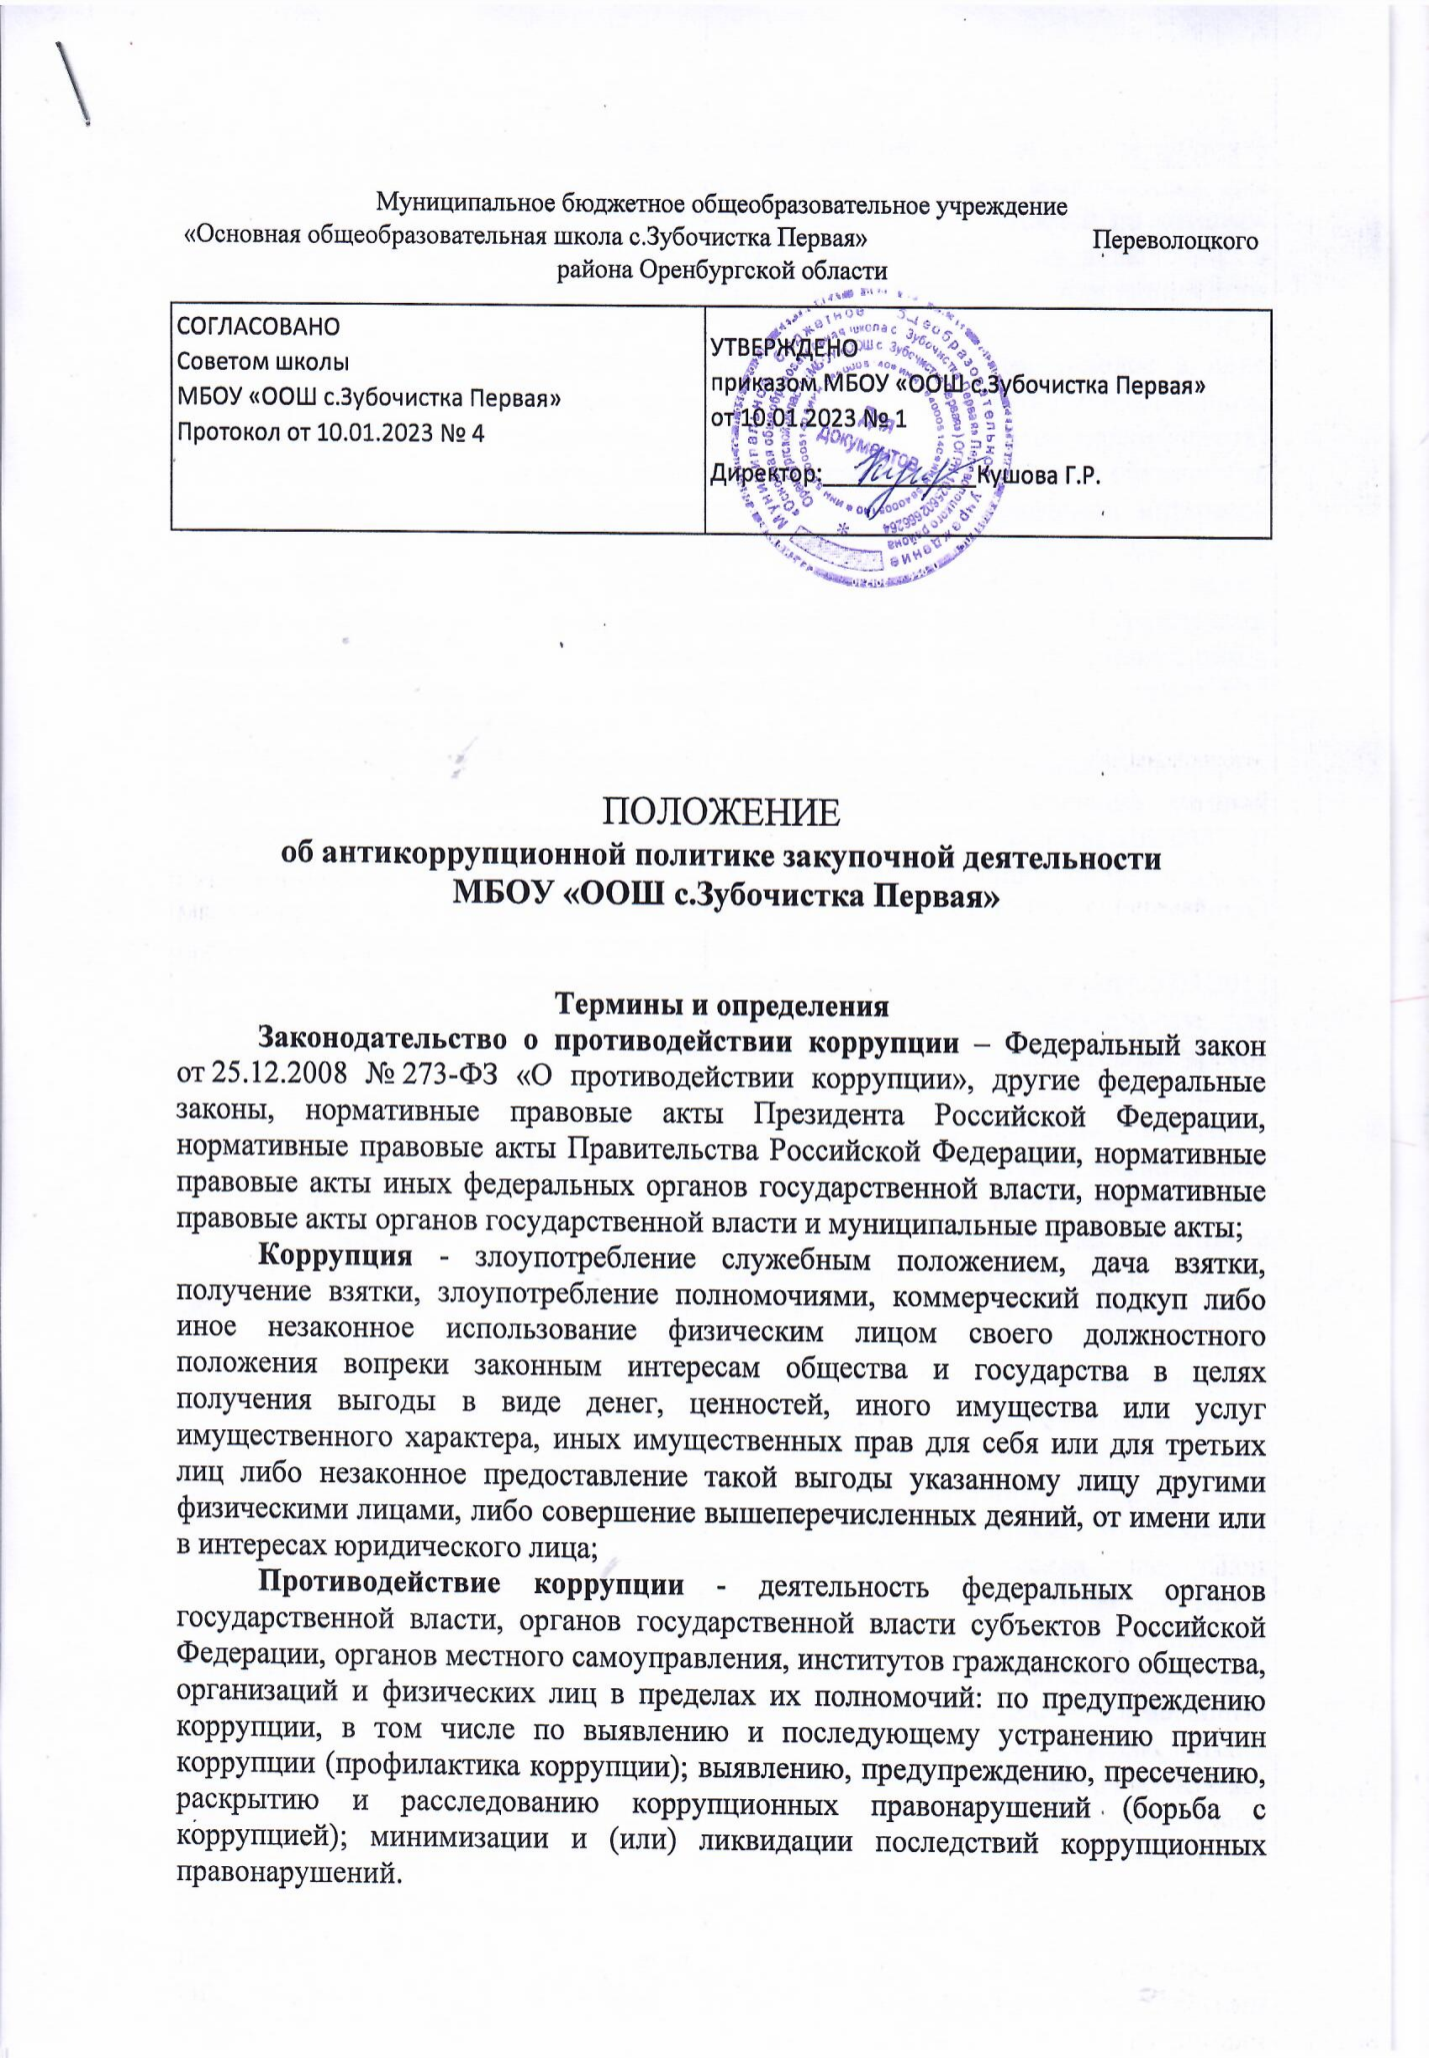 Муниципальное бюджетное общеобразовательное учреждение
«Основная общеобразовательная школа с.Зубочистка Первая» Переволоцкого
района Оренбургской области
СОГЛАСОВАНО
Советом школы
МБОУ «ООШ с.Зубочистка Первая»
Протокол от 10.01.2023 № 4
УТВЕРЖДЕНО
приказом МБОУ «ООШ с.Зубочистка Первая»
от 10.01.2023 № 1
Директор:____________Кушова Г.Р.
Для
документов
ПОЛОЖЕНИЕ
об антикоррупционной политике закупочной деятельности
МБОУ «ООШ с.Зубочистка Первая»
Термины и определения
Законодательство о противодействии коррупции – Федеральный закон
от 25.12.2008 № 273-ФЗ «О противодействии коррупции», другие федеральные
законы, нормативные правовые акты Президента Российской Федерации,
нормативные правовые акты Правительства Российской Федерации, нормативные
правовые акты иных федеральных органов государственной власти, нормативные
правовые акты органов государственной власти и муниципальные правовые акты;
Коррупция - злоупотребление служебным положением, дача взятки,
получение взятки, злоупотребление полномочиями, коммерческий подкуп либо
иное незаконное использование физическим лицом своего должностного
положения вопреки законным интересам общества и государства в целях
получения выгоды в виде денег, ценностей, иного имущества или услуг
имущественного характера, иных имущественных прав для себя или для третьих
лиц либо незаконное предоставление такой выгоды указанному лицу другими
физическими лицами, либо совершение вышеперечисленных деяний, от имени или
в интересах юридического лица;
Противодействие коррупции - деятельность федеральных органов
государственной власти, органов государственной власти субъектов Российской
Федерации, органов местного самоуправления, институтов гражданского общества,
организаций и физических лиц в пределах их полномочий: по предупреждению
коррупции, в том числе по выявлению и последующему устранению причин
коррупции (профилактика коррупции); выявлению, предупреждению, пресечению,
раскрытию и расследованию коррупционных правонарушений (борьба с
коррупцией); минимизации и (или) ликвидации последствий коррупционных
правонарушений.